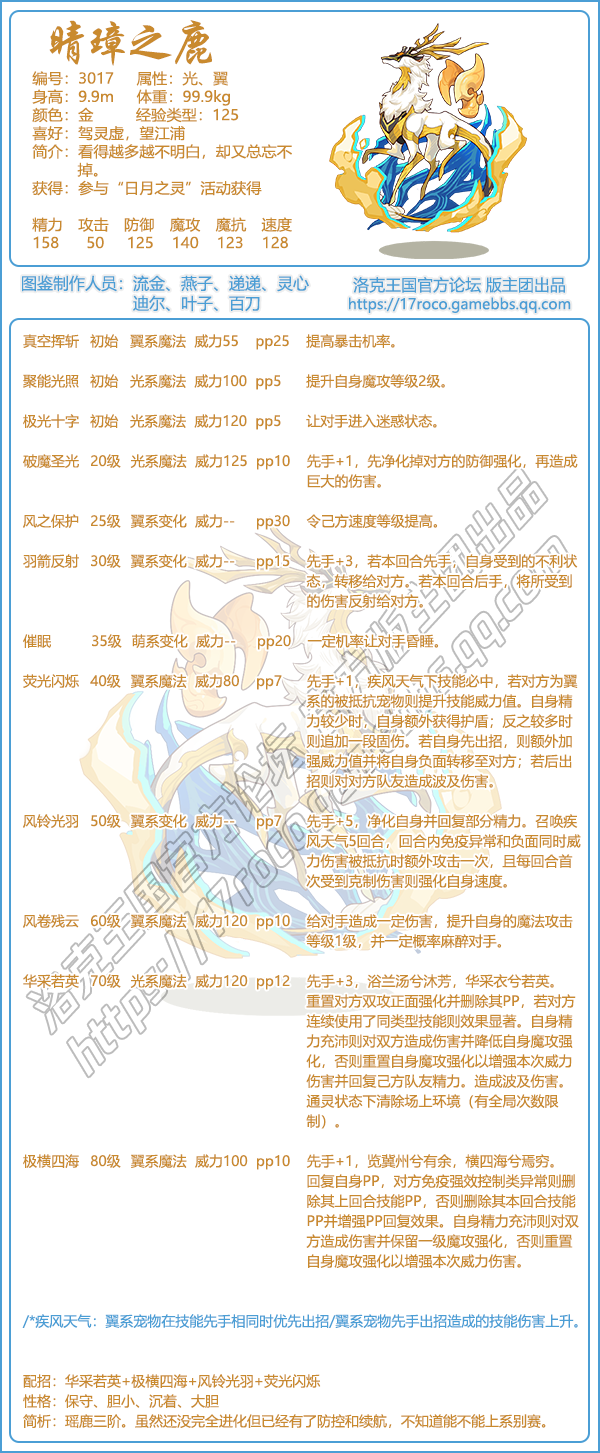 晴璋之鹿
编号：3017 属性：光、翼
身高：9.9m 体重：99.9kg
颜色：金 经验类型：125
喜好：驾灵虚，望江浦
简介：看得越多越不明白，却又总忘不
掉。
获得：参与“日月之灵”活动获得
精力 攻击 防御 魔攻 魔抗 速度
158 50 125 140 123 128
图鉴制作人员：流金、燕子、递递、灵心
迪尔、叶子、百刀
洛克王国官方论坛 版主团出品
https://17roco.gamebbs.qq.com
真空挥斩 初始 翼系魔法 威力55 pp25 提高暴击机率。
聚能光照 初始 光系魔法 威力100 pp5 提升自身魔攻等级2级。
极光十字 初始 光系魔法 威力120 pp5 让对手进入迷惑状态。
破魔圣光 20级 光系魔法 威力125 pp10 先手+1，先净化掉对方的防御强化，再造成
巨大的伤害。
风之保护 25级 翼系变化 威力-- pp30 令己方速度等级提高。
羽箭反射 30级 翼系变化 威力-- pp15 先手+3，若本回合先手，自身受到的不利状
态，转移给对方。若本回合后手，将所受到
的伤害反射给对方。
催眠 35级 萌系变化 威力-- pp20 一定机率让对手昏睡。
荧光闪烁 40级 翼系魔法 威力80 pp7 先手+1，疾风天气下技能必中，若对方为翼
系的被抵抗宠物则提升技能威力值。自身精
力较少时，自身额外获得护盾；反之较多时
则追加一段固伤。若自身先出招，则额外加
强威力值并将自身负面转移至对方；若后出
招则对对方队友造成波及伤害。
风铃光羽 50级 翼系变化 威力-- pp7 先手+5，净化自身并回复部分精力。召唤疾
风天气5回合，回合内免疫异常和负面同时威
力伤害被抵抗时额外攻击一次，且每回合首
次受到克制伤害则强化自身速度。
风卷残云 60级 翼系魔法 威力120 pp10 给对手造成一定伤害，提升自身的魔法攻击
等级1级，并一定概率麻醉对手。
华采若英 70级 光系魔法 威力120 pp12 先手+3，浴兰汤兮沐芳，华采衣兮若英。
重置对方双攻正面强化并删除其PP，若对方
连续使用了同类型技能则效果显著。自身精
力充沛则对双方造成伤害并降低自身魔攻强
化，否则重置自身魔攻强化以增强本次威力
伤害并回复己方队友精力。造成波及伤害。
通灵状态下清除场上环境（有全局次数限
制）。
极横四海 80级 翼系魔法 威力100 pp10 先手+1，览冀州兮有余，横四海兮焉穷。
回复自身PP，对方免疫强效控制类异常则删
除其上回合技能PP，否则删除其本回合技能
PP并增强PP回复效果。自身精力充沛则对双
方造成伤害并保留一级魔攻强化，否则重置
自身魔攻强化以增强本次威力伤害。
/*疾风天气：翼系宠物在技能先手相同时优先出招/翼系宠物先手出招造成的技能伤害上升。
配招：华采若英+极横四海+风铃光羽+荧光闪烁
性格：保守、胆小、沉着、大胆
简析：瑶鹿三阶。虽然还没完全进化但已经有了防控和续航，不知道能不能上系别赛。
洛克王国官方论坛 版主团出品
https://17roco.gamebbs.qq.com